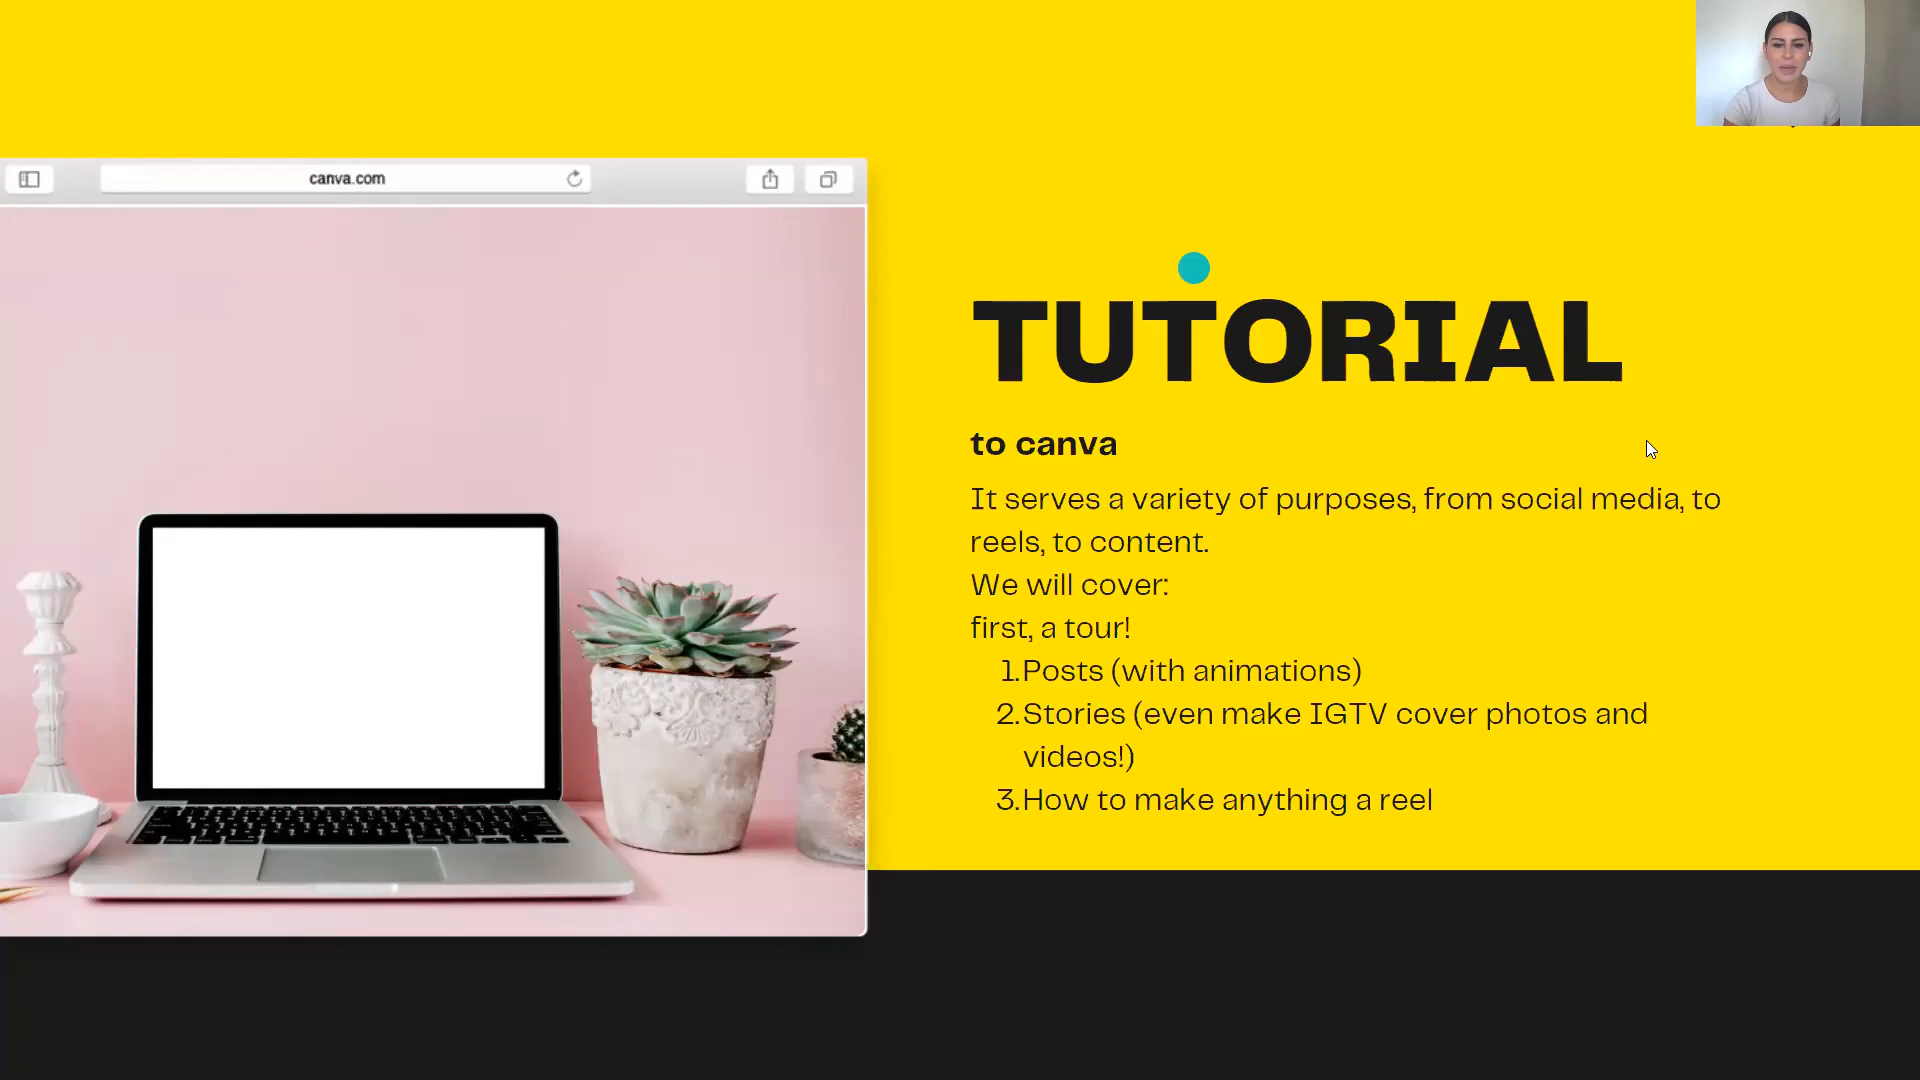 canva.com
TUTORIAL
to canva
It serves a variety of purposes, from social media, to
reels, to content.
We will cover:
first, a tour!
1.Posts (with animations)
2.Stories (even make IGTV cover photos and
videos!)
3.How to make anything a reel